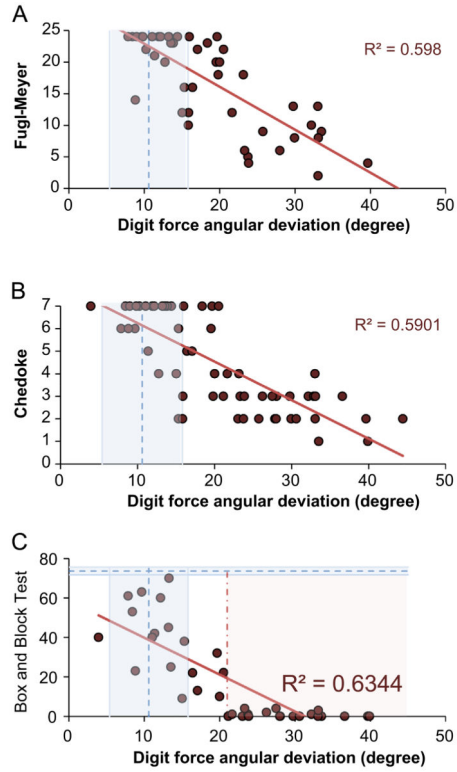 A
25
20
15
10
5
0
Fugl-Meyer
R² = 0.598
0 10 20 30 40 50
Digit force angular deviation (degree)
B
7
6
5
4
3
2
1
0
Chedoke
R² = 0.5901
0 10 20 30 40 50
Digit force angular deviation (degree)
C
80
60
40
20
0
Box and Block Test
R² = 0.6344
0 10 20 30 40 50
Digit force angular deviation (degree)